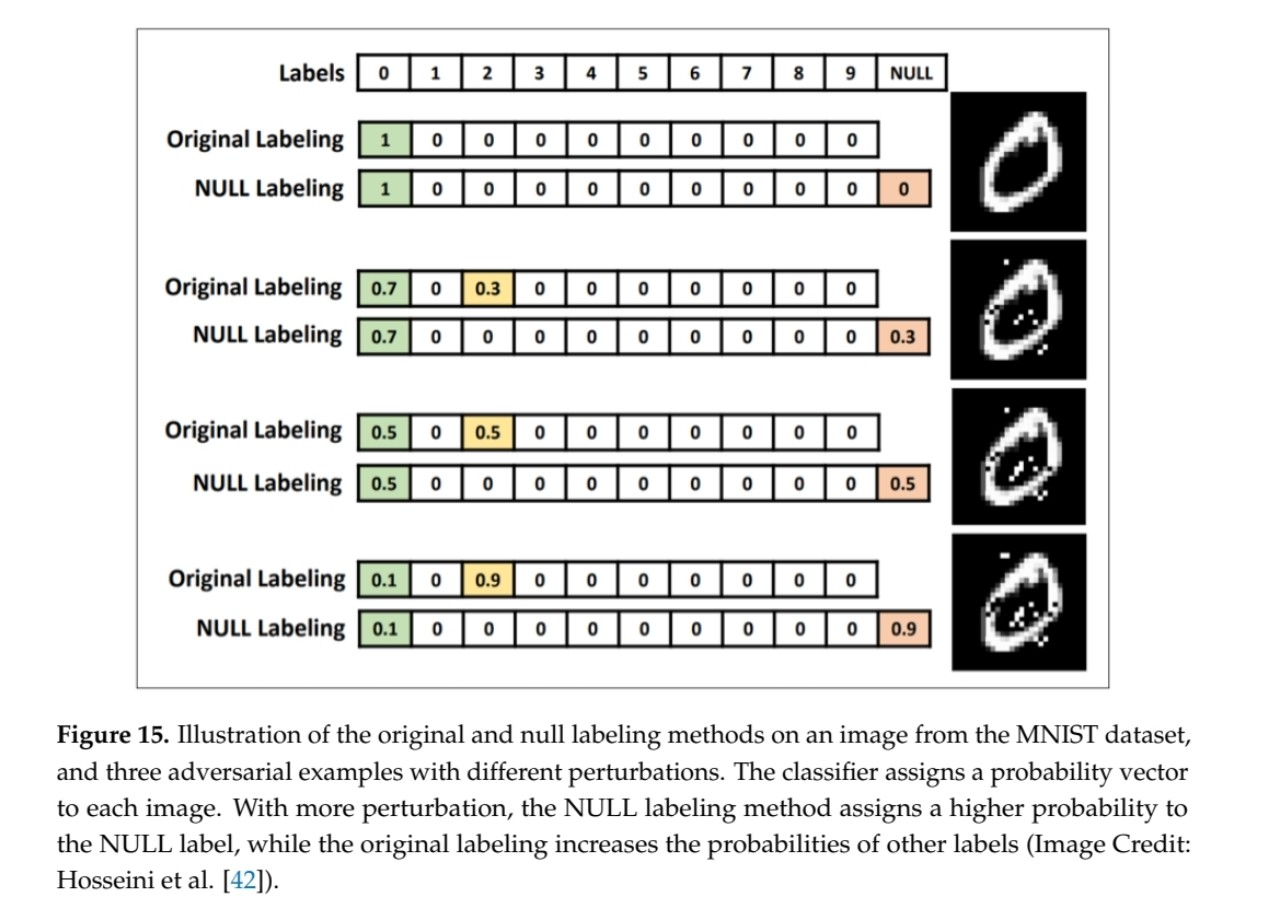 Labels 0 1 2 3 4 5 6 7 8 9 NULL
Original Labeling 1 0 0 0 0 0 0 0 0 0
NULL Labeling 1 0 0 0 0 0 0 0 0 0 0
Original Labeling 0.7 0 0.3 0 0 0 0 0 0 0
NULL Labeling 0.7 0 0 0 0 0 0 0 0 0 0.3
Original Labeling 0.5 0 0.5 0 0 0 0 0 0 0
NULL Labeling 0.5 0 0 0 0 0 0 0 0 0 0.5
Original Labeling 0.1 0 0.9 0 0 0 0 0 0 0
NULL Labeling 0.1 0 0 0 0 0 0 0 0 0 0.9
Figure 15. Illustration of the original and null labeling methods on an image from the MNIST dataset,
and three adversarial examples with different perturbations. The classifier assigns a probability vector
to each image. With more perturbation, the NULL labeling method assigns a higher probability to
the NULL label, while the original labeling increases the probabilities of other labels (Image Credit:
Hosseini et al. [42]).